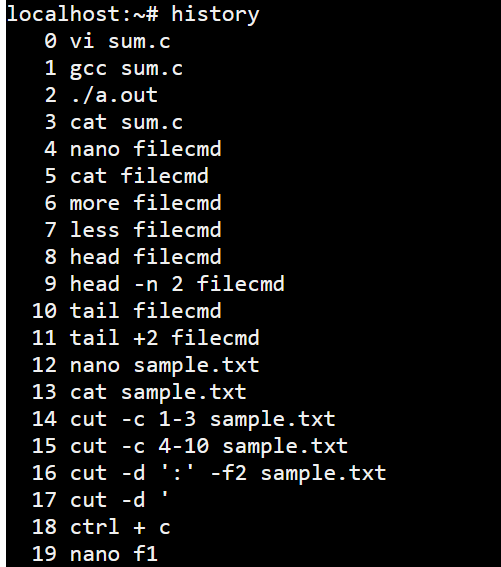 localhost:~# history
0 vi sum.c
1 gcc sum.c
2 ./a.out
3 cat sum.c
4 nano filecmd
5 cat filecmd
6 more filecmd
7 less filecmd
8 head filecmd
9 head -n 2 filecmd
10 tail filecmd
11 tail +2 filecmd
12 nano sample.txt
13 cat sample.txt
14 cut -c 1-3 sample.txt
15 cut -c 4-10 sample.txt
16 cut -d ':' -f2 sample.txt
17 cut -d '
18 ctrl + c
19 nano f1